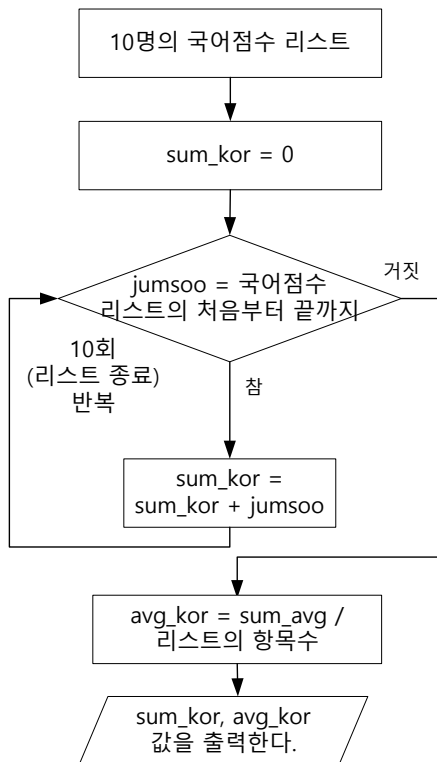 10명의 국어점수 리스트
sum_kor = 0
jumsoo = 국어점수
리스트의 처음부터 끝까지
거짓
10회
(리스트 종료)
반복
참
sum_kor =
sum_kor + jumsoo
avg_kor = sum_avg /
리스트의 항목수
sum_kor, avg_kor
값을 출력한다.